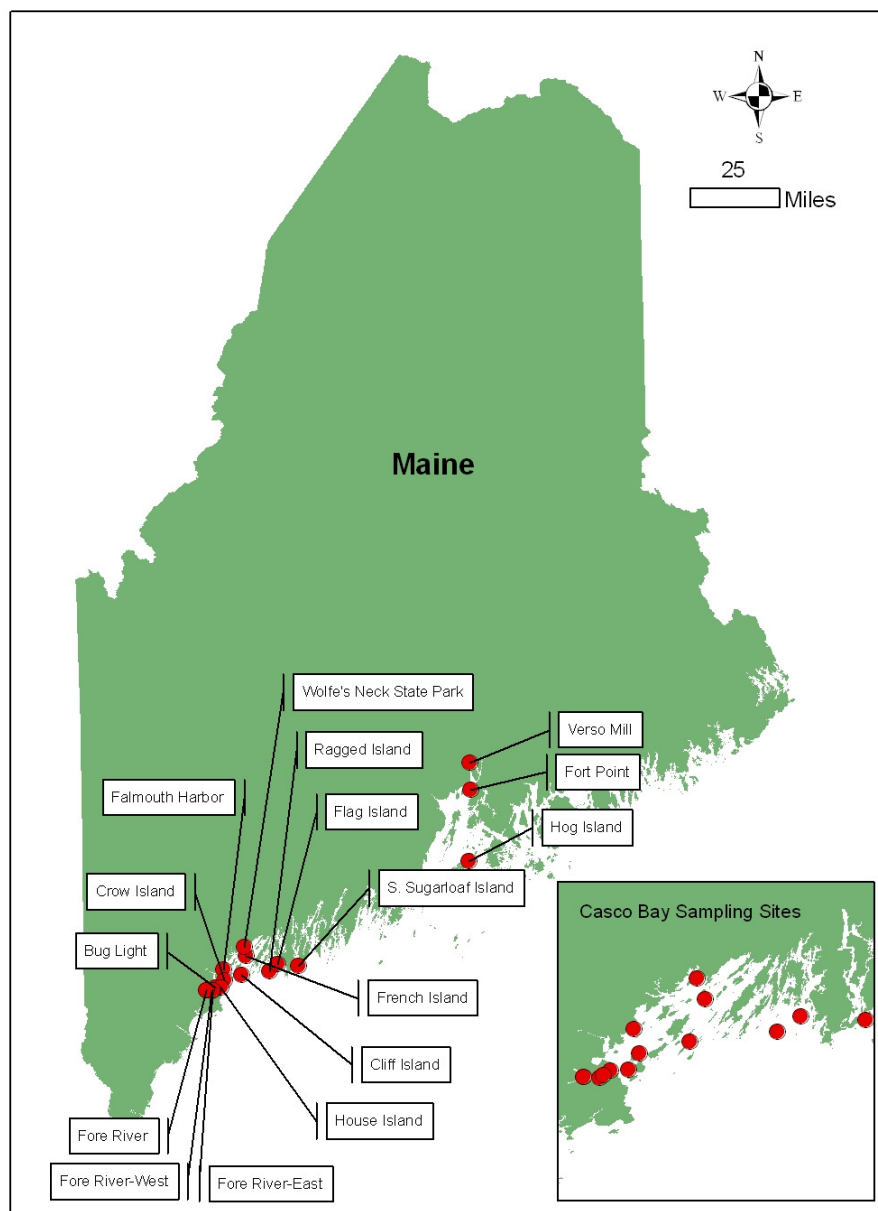 N
W E
S
25
Miles
Maine
Wolfe's Neck State Park
Verso Mill
Ragged Island
Fort Point
Falmouth Harbor
Flag Island
Hog Island
Crow Island
S. Sugarloaf Island
Casco Bay Sampling Sites
Bug Light
French Island
Cliff Island
House Island
Fore River
Fore River-West
Fore River-East